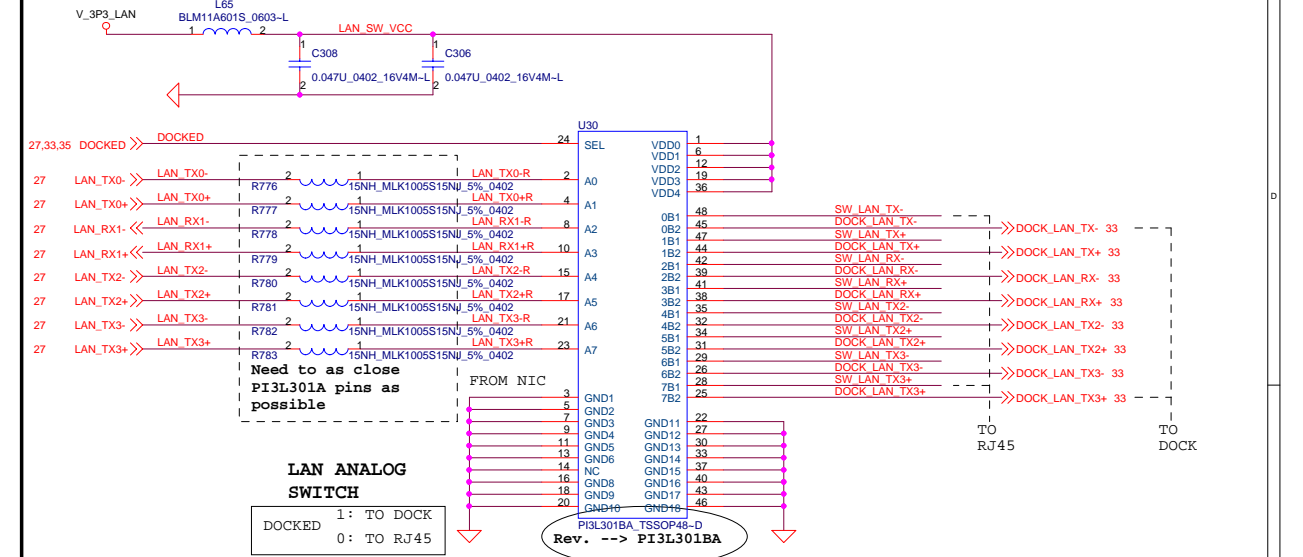 L65
V_3P3_LAN
BLM11A601S_0603~L
1 2 LAN_SW_VCC
1 C308 1 C306
0.047U_0402_16V4M~L 0.047U_0402_16V4M~L
2 2
U30
27,33,35 DOCKED DOCKED 24 SEL VDD0 1
VDD1 6
VDD2 12
VDD3 19
VDD4 36
27 LAN_TX0- LAN_TX0- R776 2 1 15NH_MLK1005S15NJ_5%_0402 LAN_TX0-R 2 A0
27 LAN_TX0+ LAN_TX0+ R777 2 1 15NH_MLK1005S15NJ_5%_0402 LAN_TX0+R 4 A1
27 LAN_RX1- LAN_RX1- R778 2 1 15NH_MLK1005S15NJ_5%_0402 LAN_RX1-R 8 A2
27 LAN_RX1+ LAN_RX1+ R779 2 1 15NH_MLK1005S15NJ_5%_0402 LAN_RX1+R 10 A3
27 LAN_TX2- LAN_TX2- R780 2 1 15NH_MLK1005S15NJ_5%_0402 LAN_TX2-R 15 A4
27 LAN_TX2+ LAN_TX2+ R781 2 1 15NH_MLK1005S15NJ_5%_0402 LAN_TX2+R 17 A5
27 LAN_TX3- LAN_TX3- R782 2 1 15NH_MLK1005S15NJ_5%_0402 LAN_TX3-R 21 A6
27 LAN_TX3+ LAN_TX3+ R783 2 1 15NH_MLK1005S15NJ_5%_0402 LAN_TX3+R 23 A7
0B1 48 SW_LAN_TX-
0B2 45 DOCK_LAN_TX- DOCK_LAN_TX- 33
1B1 47 SW_LAN_TX+
1B2 44 DOCK_LAN_TX+ DOCK_LAN_TX+ 33
2B1 42 SW_LAN_RX-
2B2 39 DOCK_LAN_RX- DOCK_LAN_RX- 33
3B1 41 SW_LAN_RX+
3B2 38 DOCK_LAN_RX+ DOCK_LAN_RX+ 33
4B1 35 SW_LAN_TX2-
4B2 32 DOCK_LAN_TX2- DOCK_LAN_TX2- 33
5B1 34 SW_LAN_TX2+
5B2 31 DOCK_LAN_TX2+ DOCK_LAN_TX2+ 33
6B1 29 SW_LAN_TX3-
6B2 26 DOCK_LAN_TX3- DOCK_LAN_TX3- 33
7B1 28 SW_LAN_TX3+
7B2 25 DOCK_LAN_TX3+ DOCK_LAN_TX3+ 33
D
Need to as close
PI3L301A pins as
possible
FROM NIC
3 GND1
5 GND2
7 GND3 GND11 22
9 GND4 GND12 27
11 GND5 GND13 30
13 GND6 GND14 33
14 NC GND15 37
16 GND8 GND16 40
18 GND9 GND17 43
20 GND10 GND18 46
TO
RJ45
TO
DOCK
LAN ANALOG
SWITCH
DOCKED
1: TO DOCK
0: TO RJ45
PI3L301BA_TSSOP48~D
Rev. --> PI3L301BA